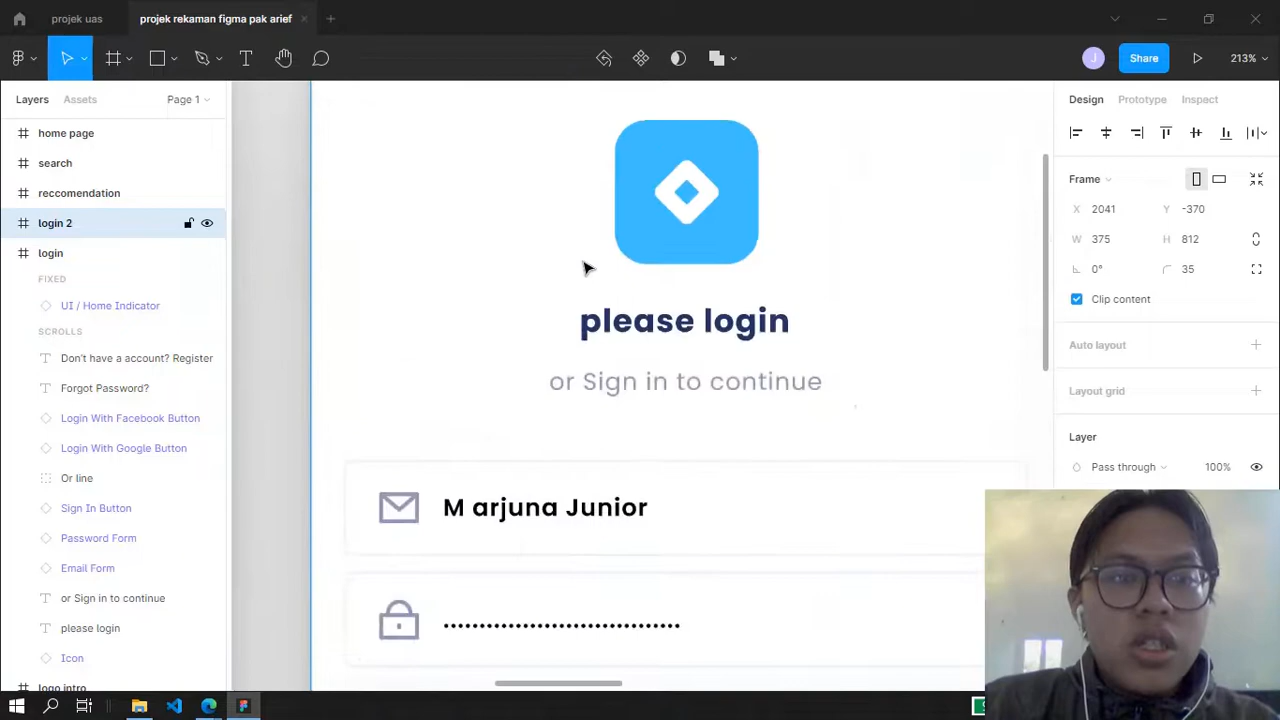 projek uas
projek rekaman figma pak arief
J
Share
213%
Layers
Assets
Page 1
Design
Prototype
Inspect
home page
search
reccomendation
login 2
login
FIXED
UI / Home Indicator
SCROLLS
Don't have a account? Register
Forgot Password?
Login With Facebook Button
Login With Google Button
Or line
Sign In Button
Password Form
Email Form
or Sign in to continue
please login
Icon
logo intro
please login
or Sign in to continue
M arjuna Junior
Frame
X 2041 Y -370
W 375 H 812
0° 35
Clip content
Auto layout
Layout grid
Layer
Pass through 100%